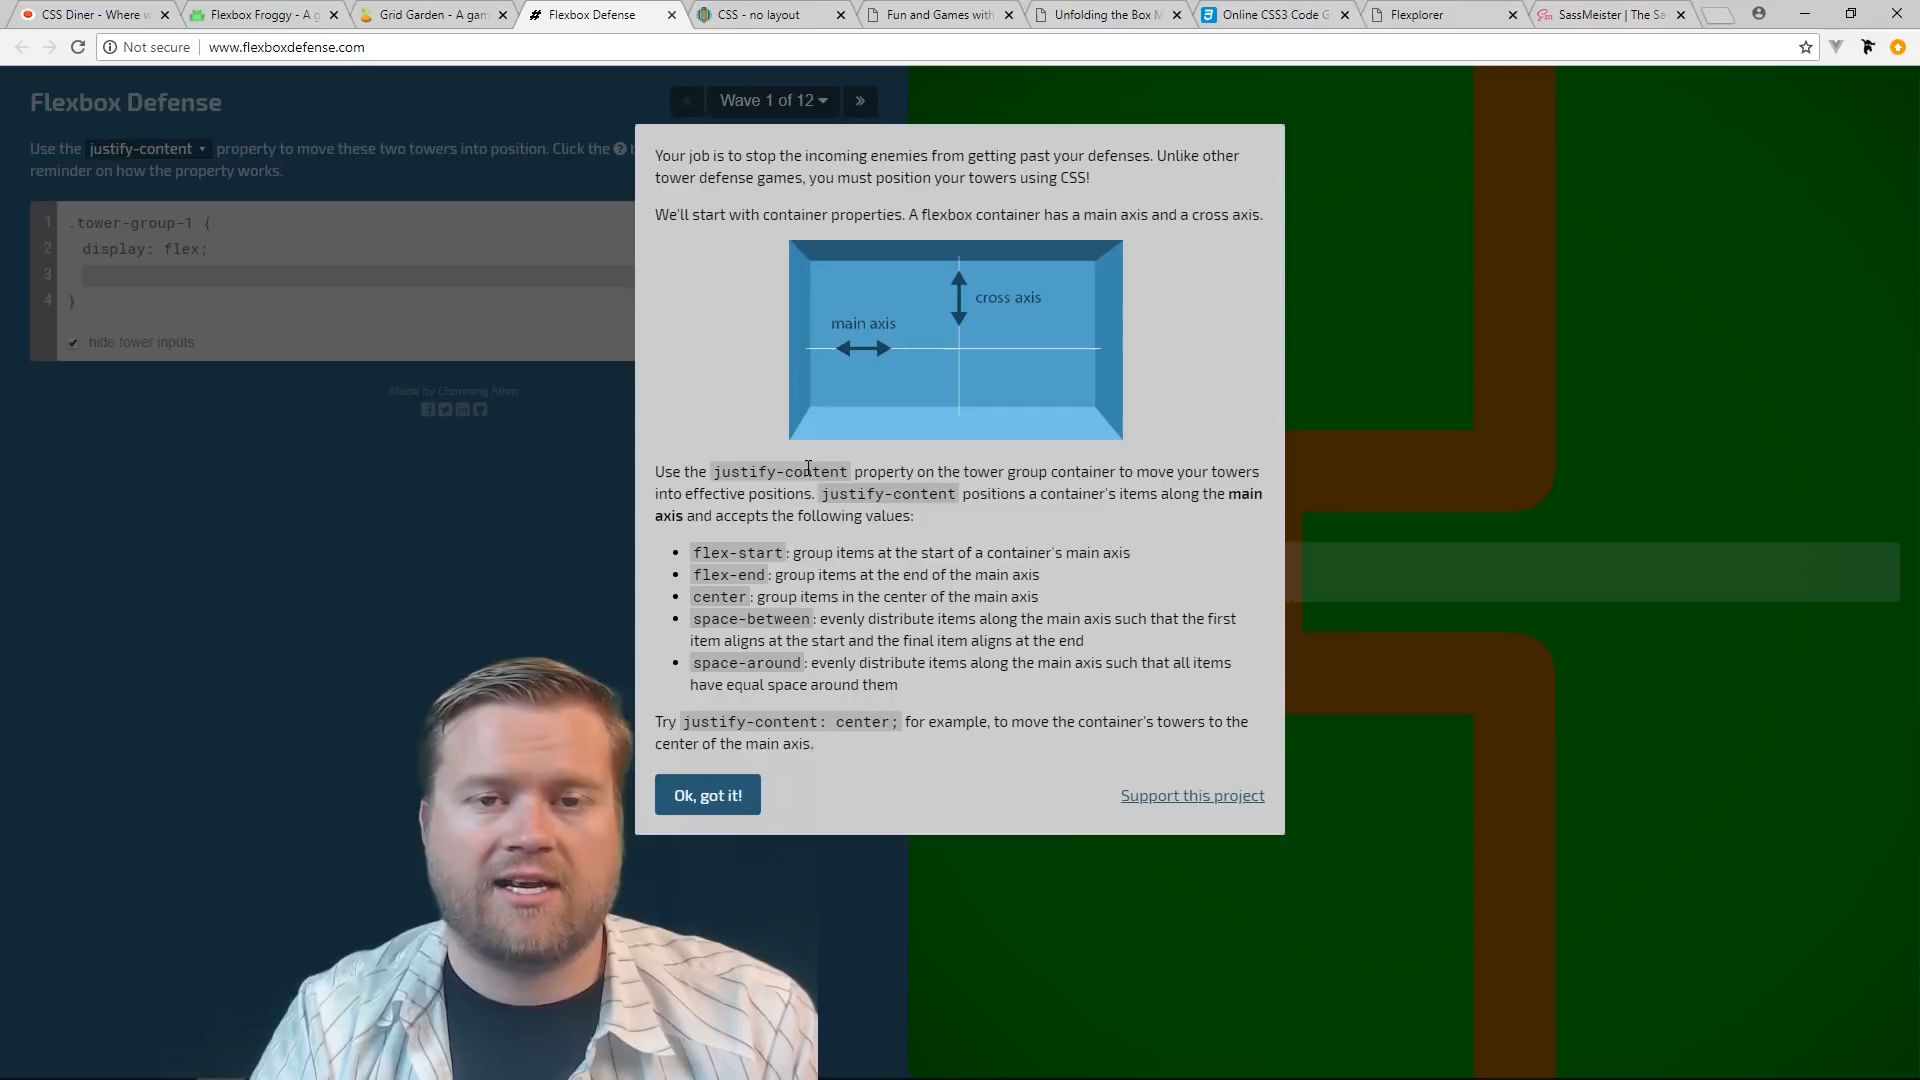 CSS Diner - Where w
Flexbox Froggy - A g
Grid Garden - A gam
Flexbox Defense
CSS - no layout
Fun and Games with
Unfolding the Box M
Online CSS3 Code G
Flexplorer
SassMeister | The Sa
Not secure
www.flexboxdefense.com
Flexbox Defense
« Wave 1 of 12 »
Use the justify-content property to move these two towers into position. Click the
reminder on how the property works.
1 .tower-group-1 {
2 display: flex;
3
4 }
hide tower inputs
Made by Channing Allen
Your job is to stop the incoming enemies from getting past your defenses. Unlike other
tower defense games, you must position your towers using CSS!
We'll start with container properties. A flexbox container has a main axis and a cross axis.
cross axis
main axis
Use the justify-content property on the tower group container to move your towers
into effective positions. justify-content positions a container's items along the main
axis and accepts the following values:
• flex-start: group items at the start of a container's main axis
• flex-end: group items at the end of the main axis
• center: group items in the center of the main axis
• space-between: evenly distribute items along the main axis such that the first
item aligns at the start and the final item aligns at the end
• space-around: evenly distribute items along the main axis such that all items
have equal space around them
Try justify-content: center; for example, to move the container's towers to the
center of the main axis.
Ok, got it!
Support this project